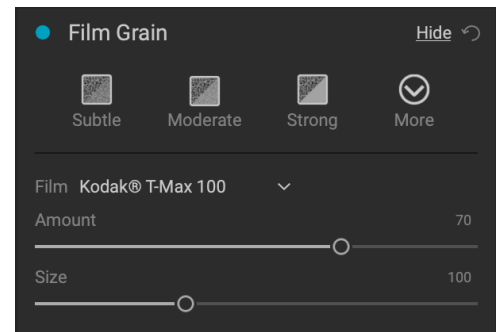 Film Grain Hide
Subtle Moderate Strong More
Film Kodak® T-Max 100
Amount 70
Size 100